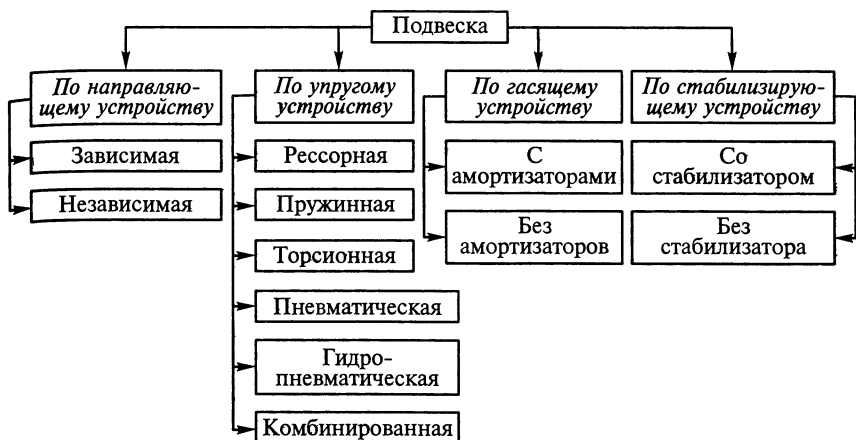 Подвеска
По направляю-
щему устройству
Зависимая
Независимая
По упругому
устройству
Рессорная
Пружинная
Торсионная
Пневматическая
Гидро-
пневматическая
Комбинированная
По гасящему
устройству
С
амортизаторами
Без
амортизаторов
По стабилизирую-
щему устройству
Со
стабилизатором
Без
стабилизатора